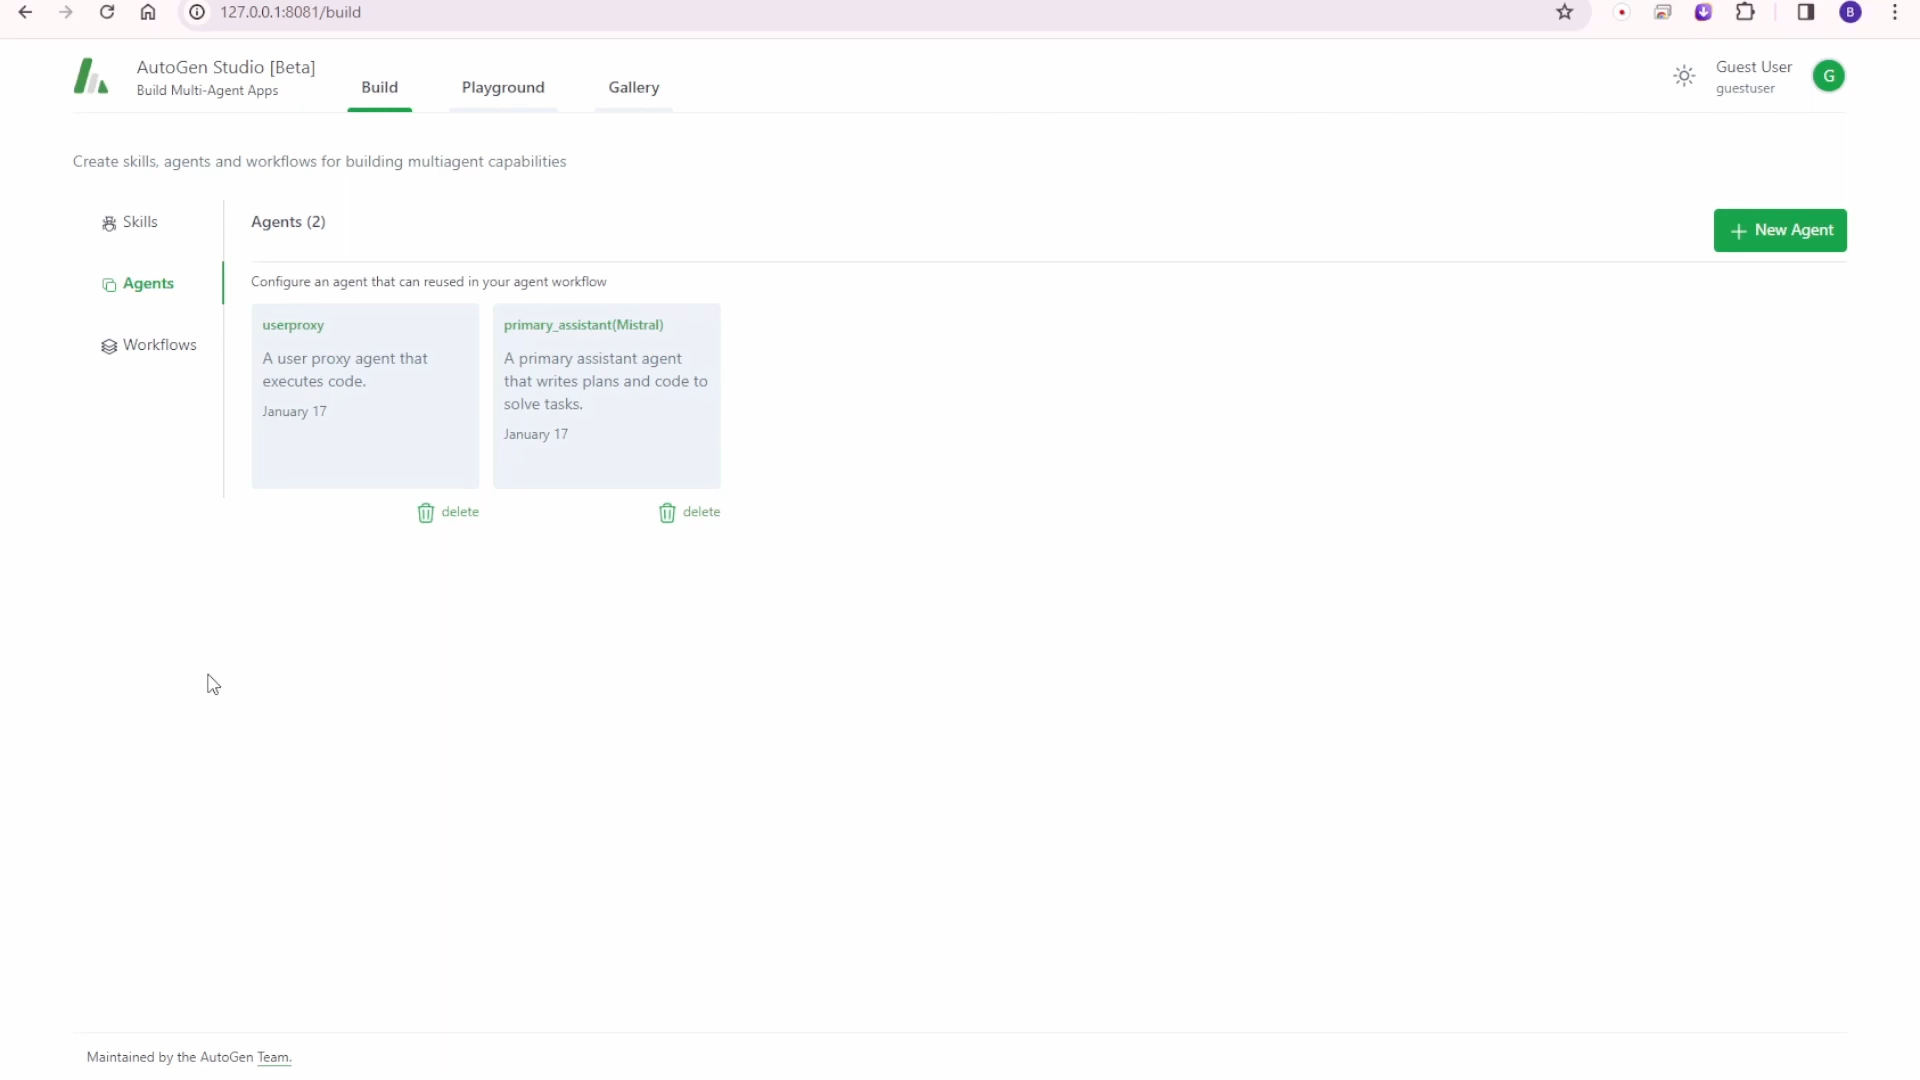 127.0.0.1:8081/build
B
AutoGen Studio [Beta]
Build Multi-Agent Apps
Build
Playground
Gallery
Guest User
guestuser
G
Create skills, agents and workflows for building multiagent capabilities
Skills
Agents
Workflows
Agents (2)
New Agent
Configure an agent that can reused in your agent workflow
userproxy
A user proxy agent that
executes code.
January 17
delete
primary_assistant(Mistral)
A primary assistant agent
that writes plans and code to
solve tasks.
January 17
delete
Maintained by the AutoGen Team.